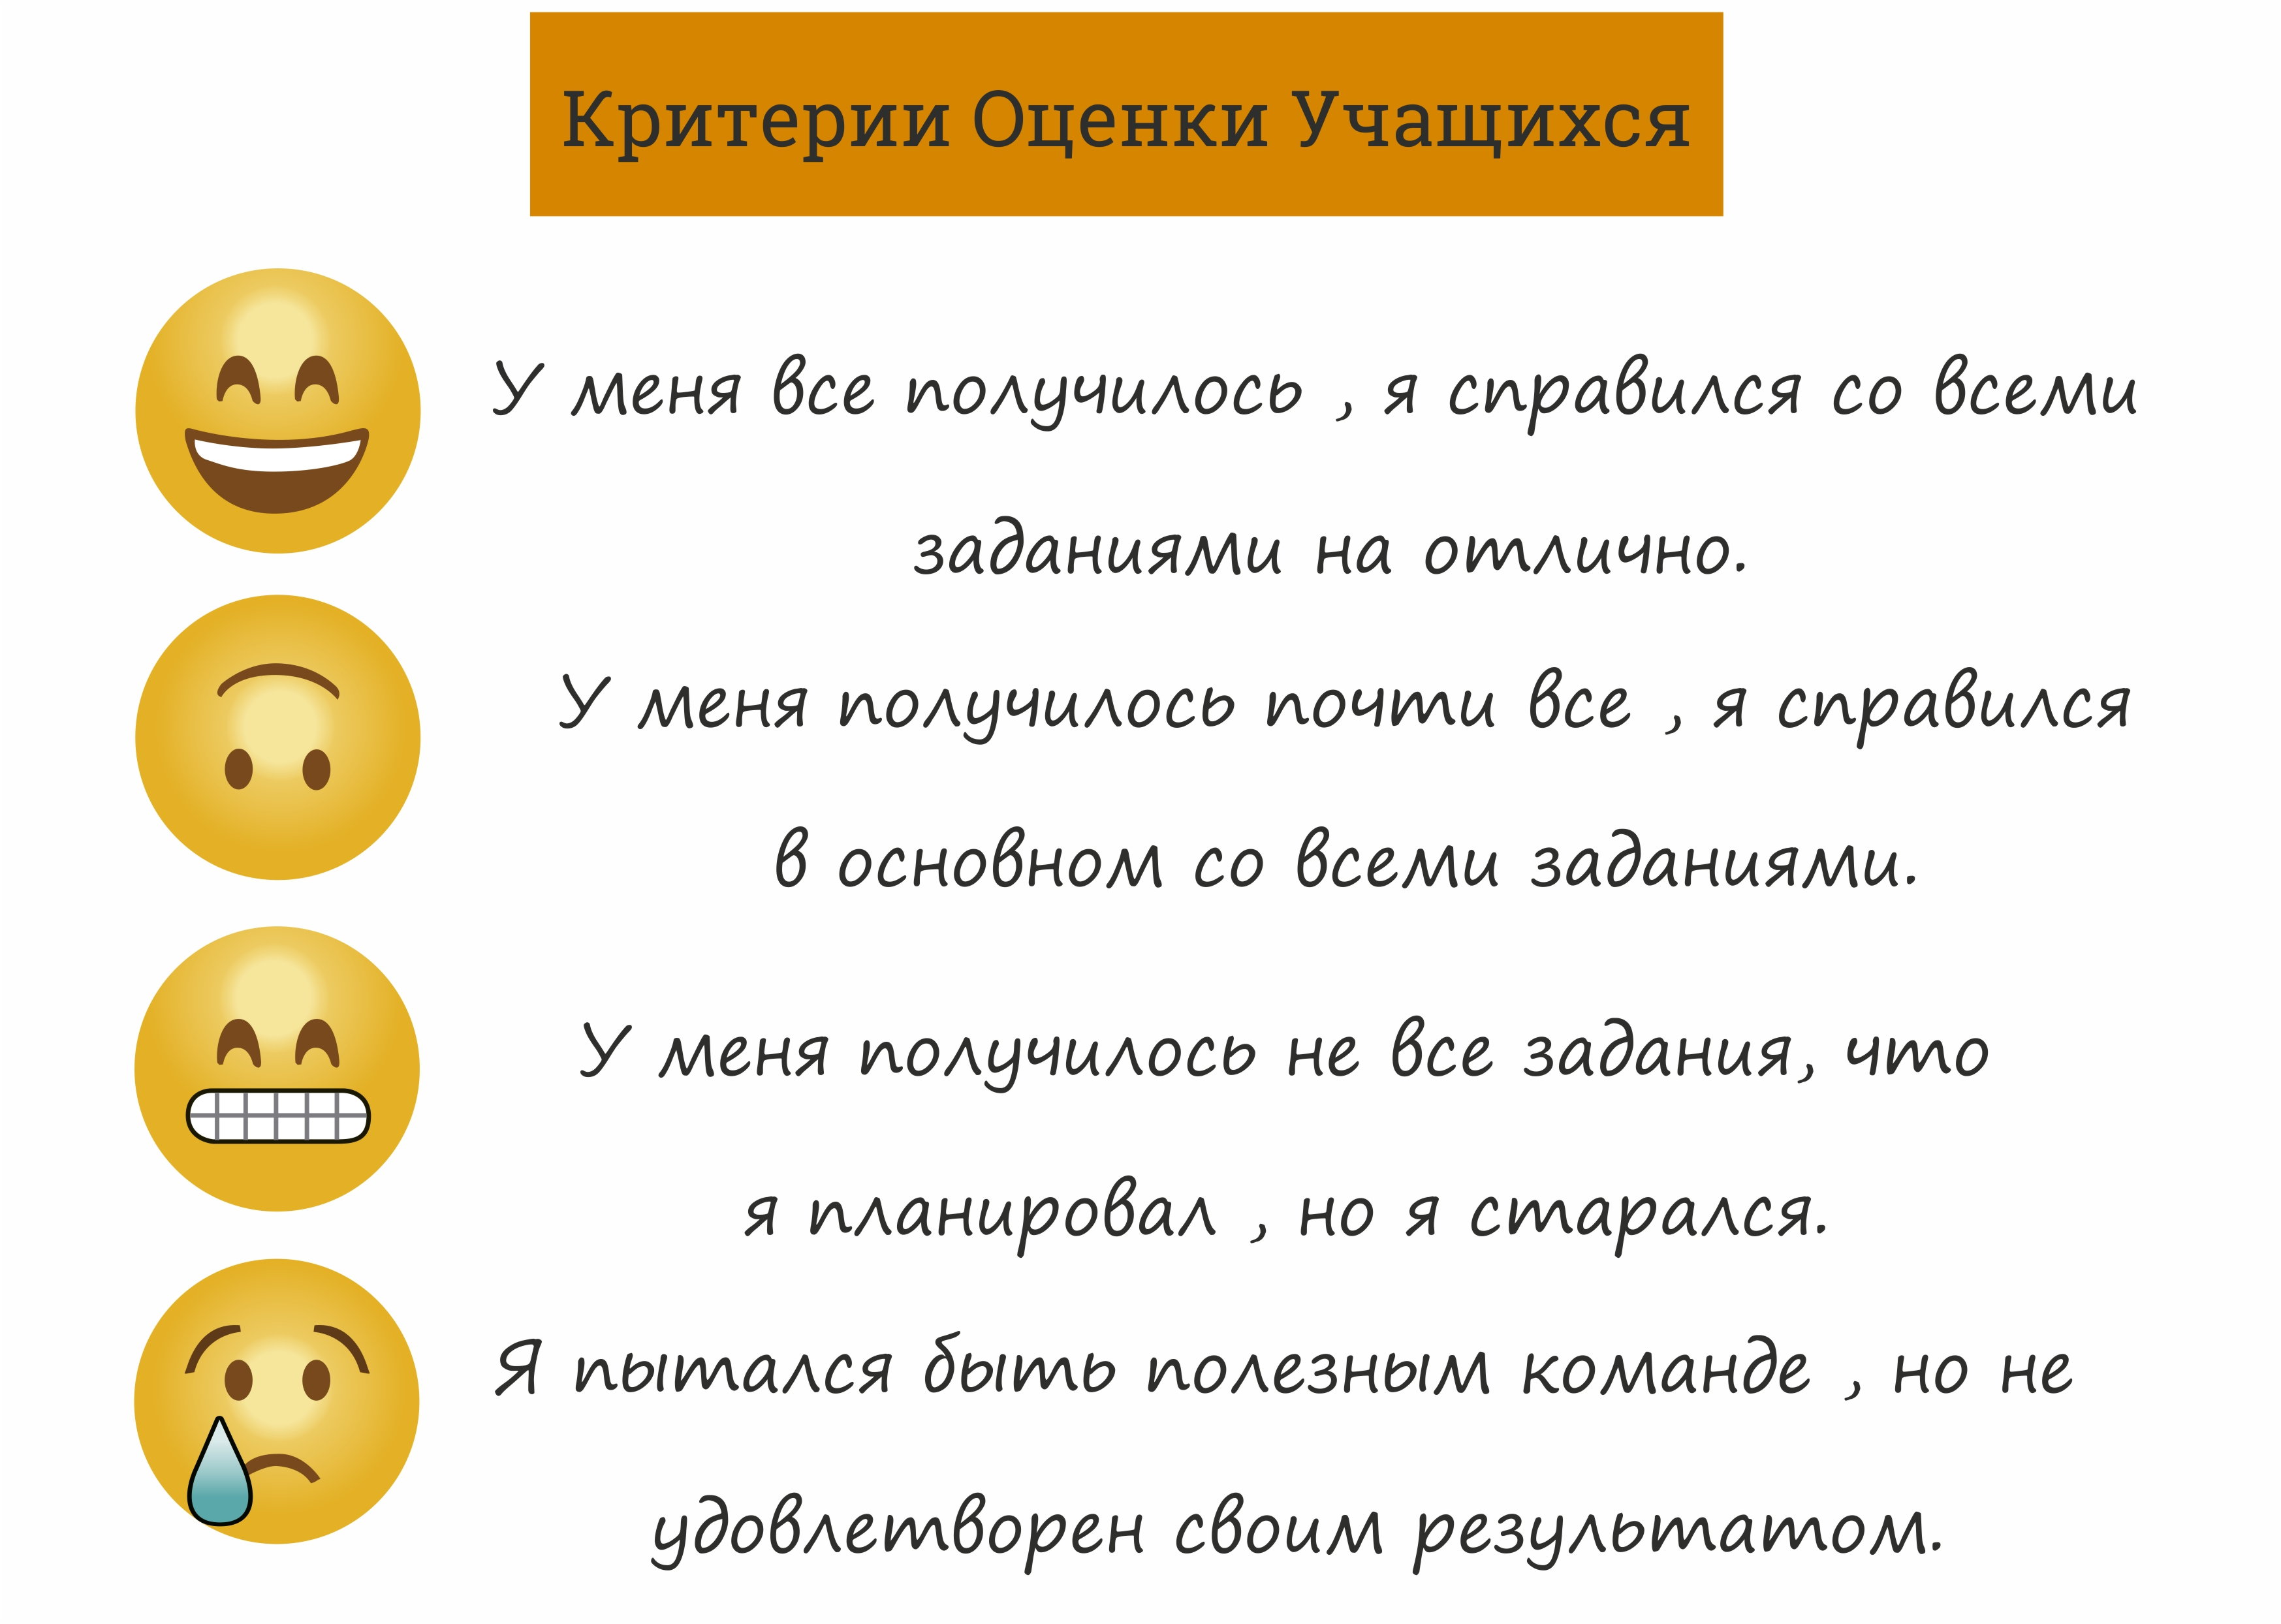 Критерии Оценки Учащихся
У меня все получилось , я справился со всеми
заданиями на отлично.
У меня получилось почти все , я справился
в основном со всеми заданиями.
У меня получилось не все задания, что
я планировал , но я старался.
Я пытался быть полезным команде , но не
удовлетворен своим результатом.